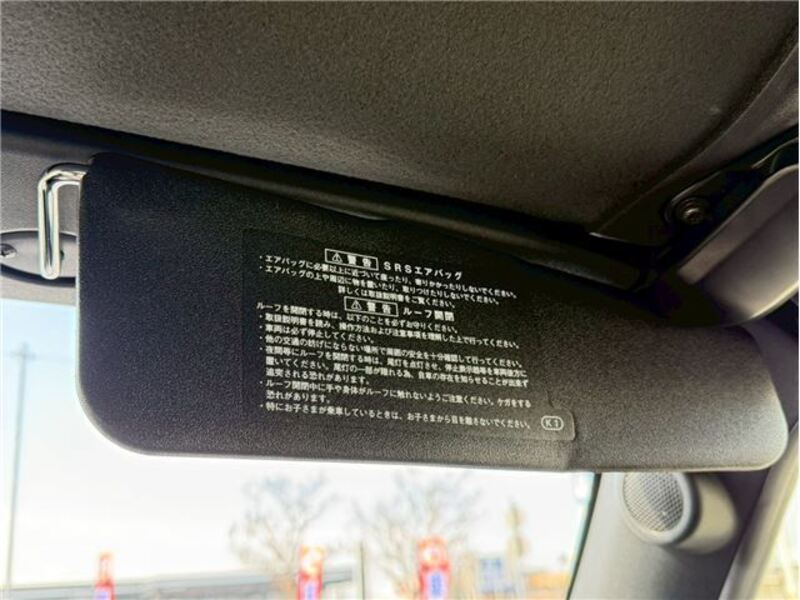 ⚠ 警告 SRSエアバッグ
・エアバッグに必要以上に近づいて座ったり、寄りかかったりしないでください。
・エアバッグの上や周辺に物を置いたり、取りつけたりしないでください。
詳しくは取扱説明書をご覧ください。
⚠ 警告 ルーフ開閉
ルーフを開閉する時は、以下のことを必ずお守りください。
・取扱説明書を読み、操作方法および注意事項を理解した上で行ってください。
・車両は必ず停止してください。
・他の交通の妨げにならない場所で周囲の安全を十分確認して行ってください。
・夜間等にルーフを開閉する時は、尾灯を点灯させ、停止表示器等を車両後方に
置いてください。尾灯の一部が隠れる為、自車の存在を知らせることが出来ず
追突される恐れがあります。
・ルーフ開閉中に手や身体がルーフに触れないようご注意ください。ケガをする
恐れがあります。
・特にお子さまが乗車しているときは、お子さまから目を離さないでください。
K1